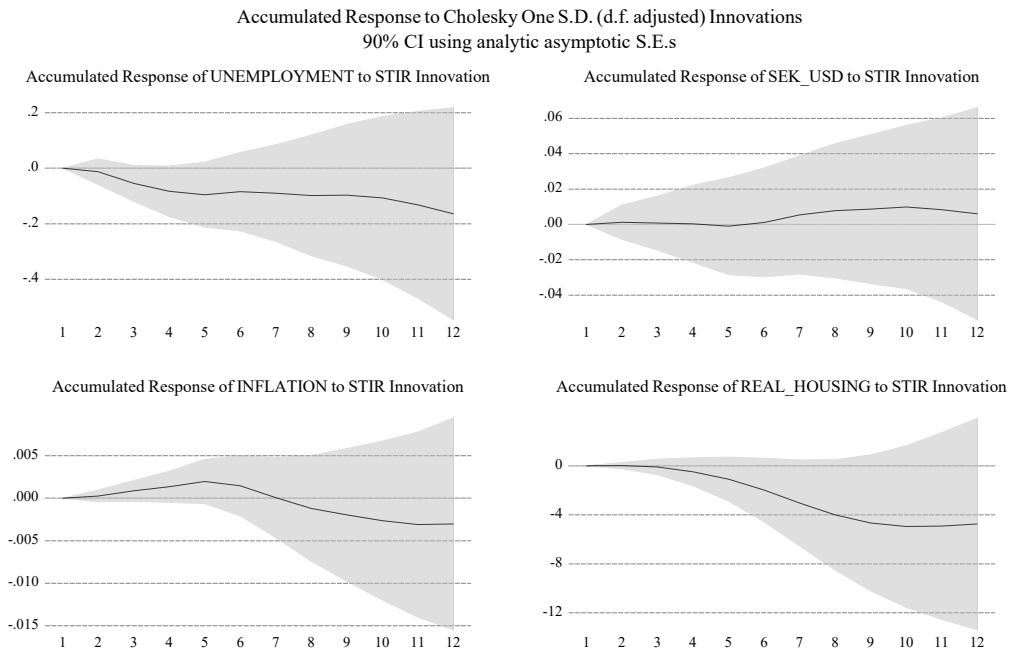 Accumulated Response to Cholesky One S.D. (d.f. adjusted) Innovations
90% CI using analytic asymptotic S.E.s
Accumulated Response of UNEMPLOYMENT to STIR Innovation
.2
.0
-.2
-.4
1 2 3 4 5 6 7 8 9 10 11 12
Accumulated Response of SEK_USD to STIR Innovation
.06
.04
.02
.00
-.02
-.04
1 2 3 4 5 6 7 8 9 10 11 12
Accumulated Response of INFLATION to STIR Innovation
.005
.000
-.005
-.010
-.015
1 2 3 4 5 6 7 8 9 10 11 12
Accumulated Response of REAL_HOUSING to STIR Innovation
0
-4
-8
-12
1 2 3 4 5 6 7 8 9 10 11 12